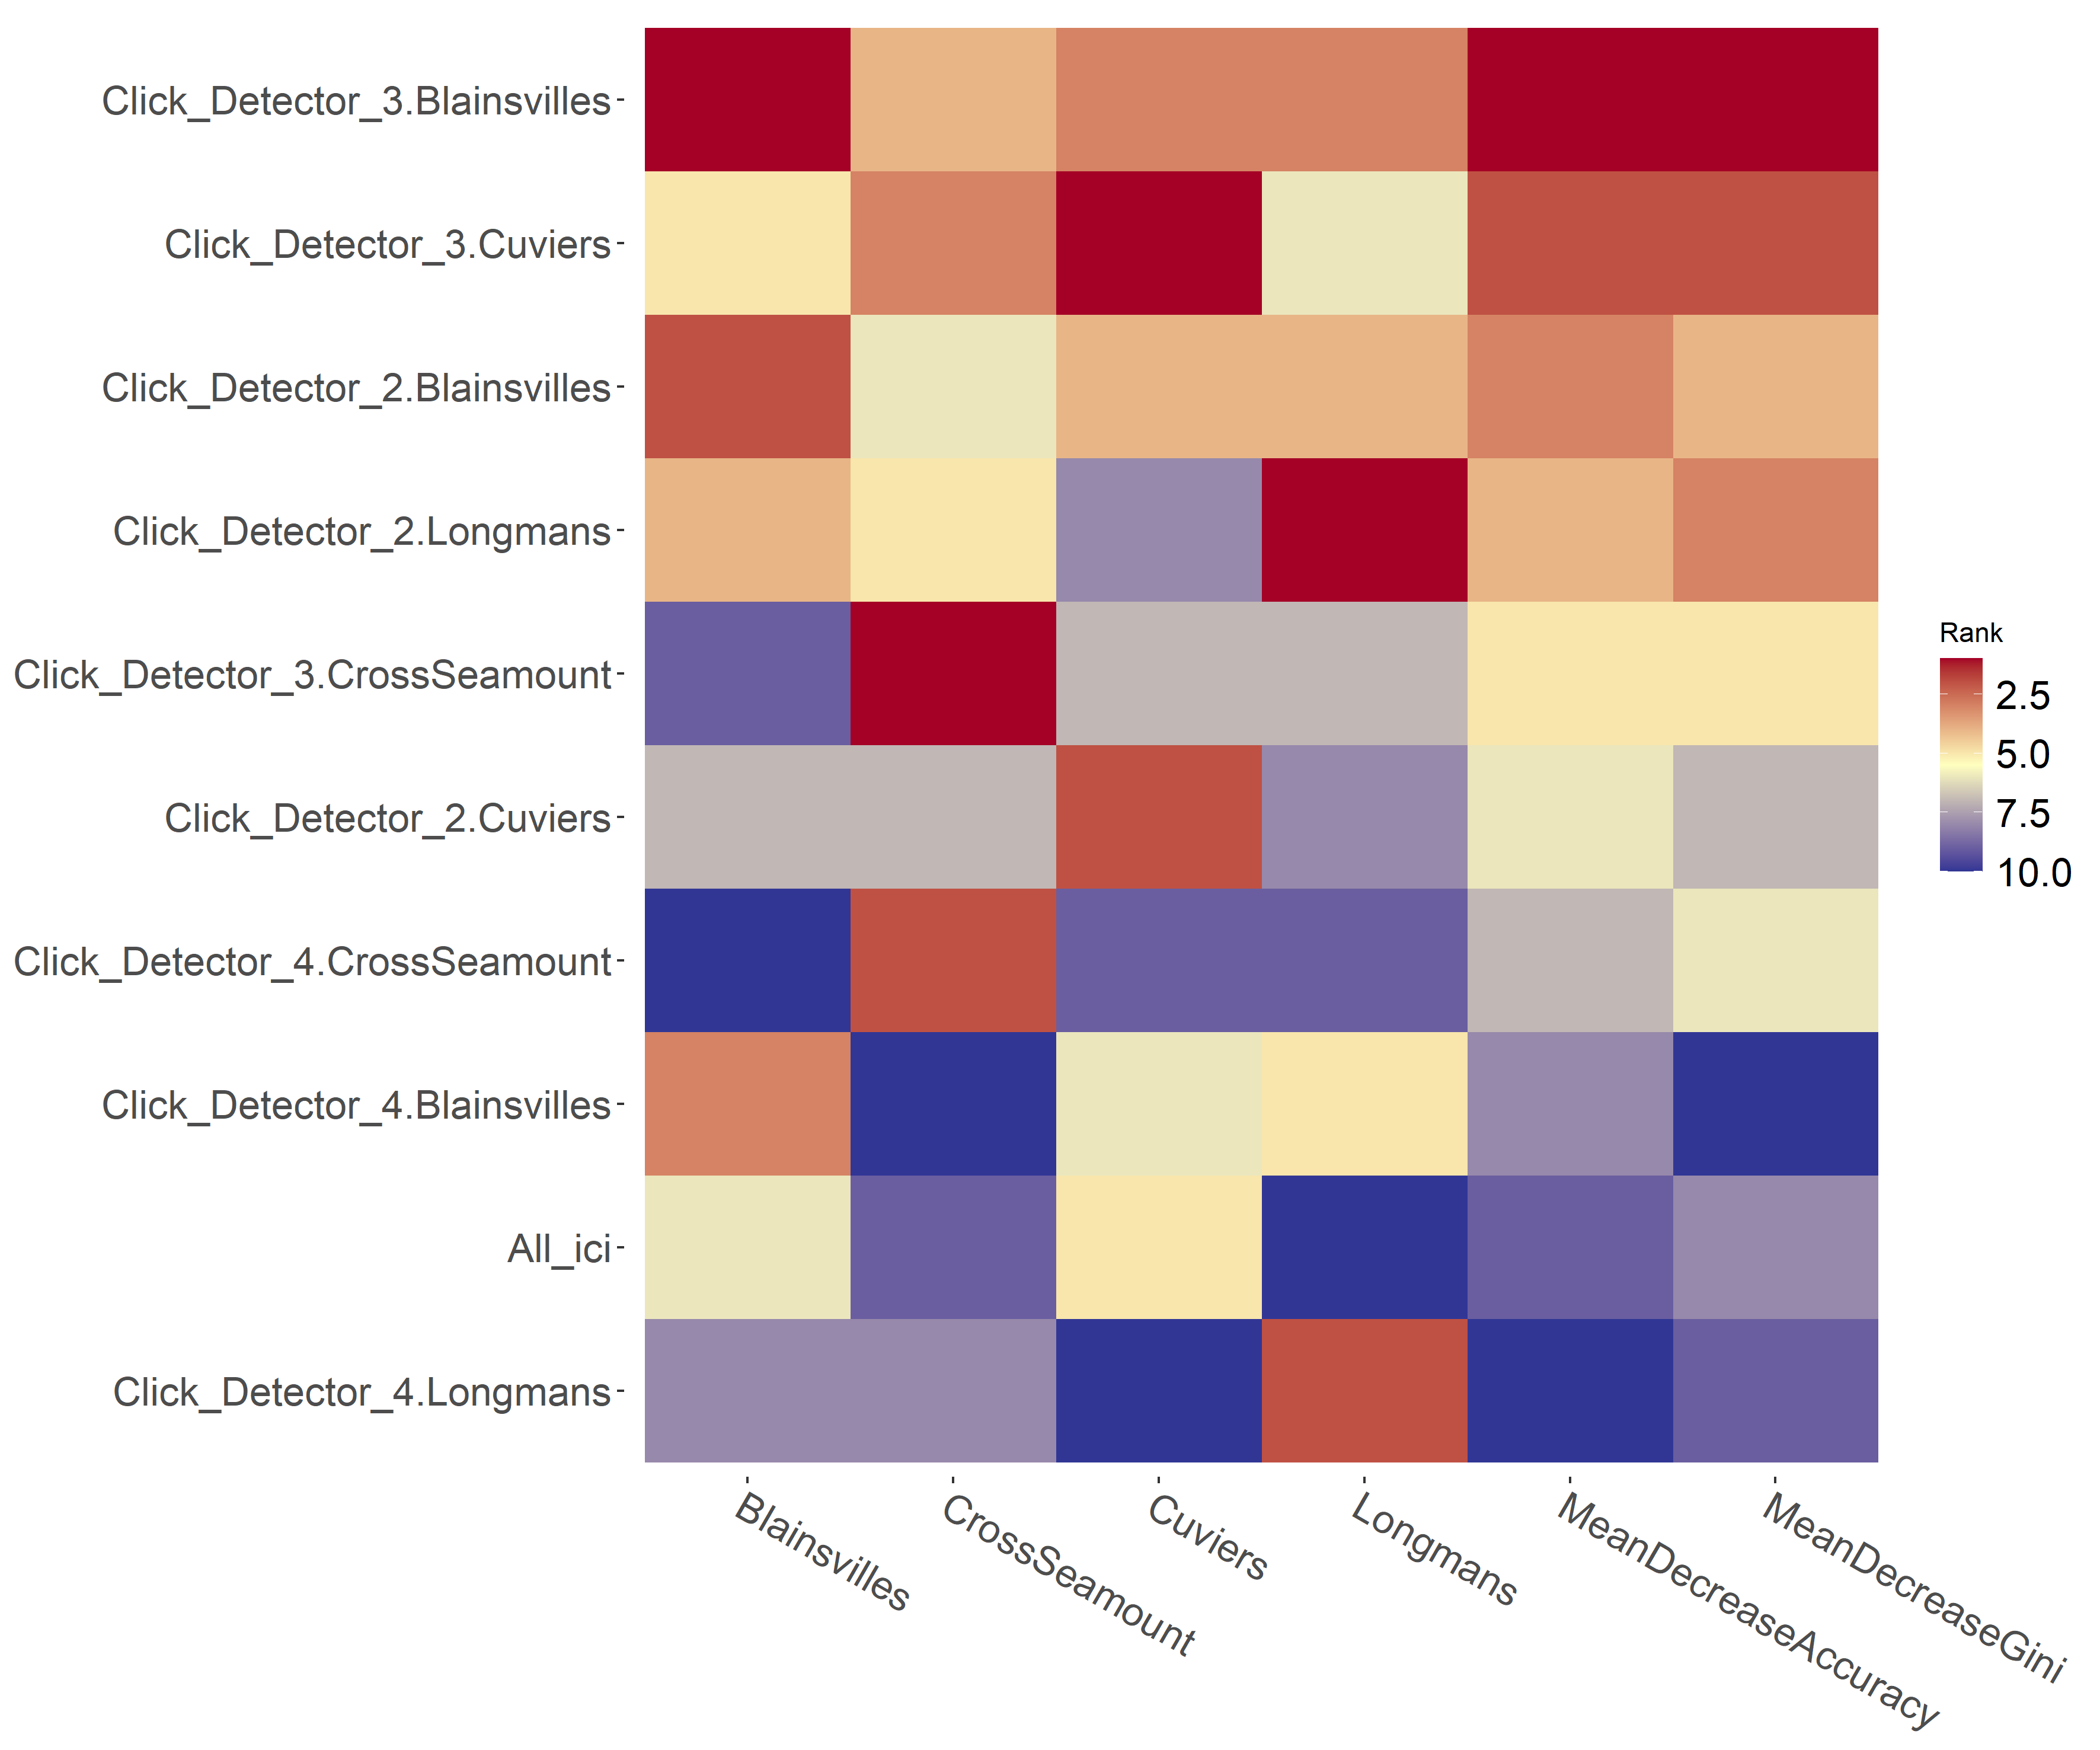 Click_Detector_3.Blainsvilles
Click_Detector_3.Cuviers
Click_Detector_2.Blainsvilles
Click_Detector_2.Longmans
Click_Detector_3.CrossSeamount
Click_Detector_2.Cuviers
Click_Detector_4.CrossSeamount
Click_Detector_4.Blainsvilles
All_ici
Click_Detector_4.Longmans
Blainsvilles
CrossSeamount
Cuviers
Longmans
MeanDecreaseAccuracy
MeanDecreaseGini
Rank
2.5
5.0
7.5
10.0